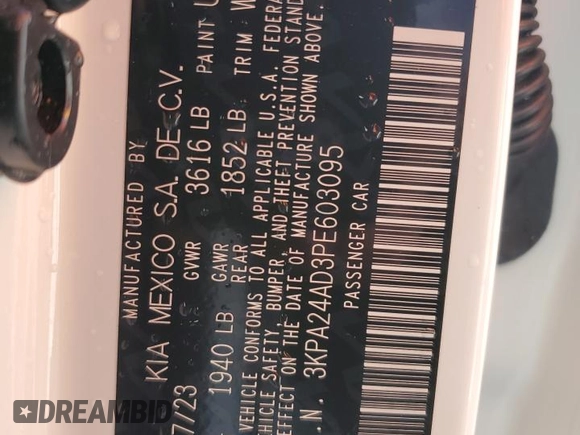 MANUFACTURED BY
KIA MEXICO S.A. DE C.V.
7/23 GVWR 3616 LB PAINT
1940 LB GAWR REAR 1852 LB TRIM
VEHICLE CONFORMS TO ALL APPLICABLE U.S.A. FEDERA
EHICLE SAFETY, BUMPER, AND THEFT PREVENTION STAND
EFFECT ON THE DATE OF MANUFACTURE SHOWN ABOVE.
.N. 3KPA24AD3PE603095
PASSENGER CAR
DREAMBID